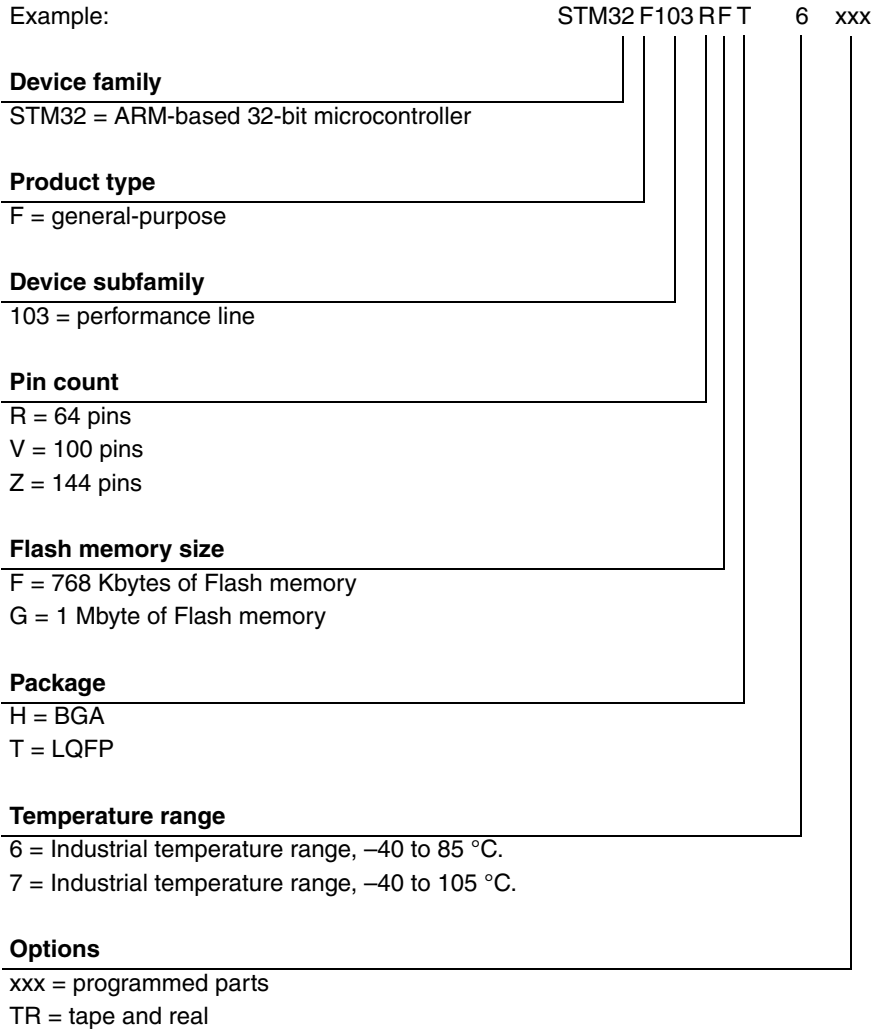 Example: STM32 F103 R F T 6 xxx
Device family
STM32 = ARM-based 32-bit microcontroller
Product type
F = general-purpose
Device subfamily
103 = performance line
Pin count
R = 64 pins
V = 100 pins
Z = 144 pins
Flash memory size
F = 768 Kbytes of Flash memory
G = 1 Mbyte of Flash memory
Package
H = BGA
T = LQFP
Temperature range
6 = Industrial temperature range, –40 to 85 °C.
7 = Industrial temperature range, –40 to 105 °C.
Options
xxx = programmed parts
TR = tape and real